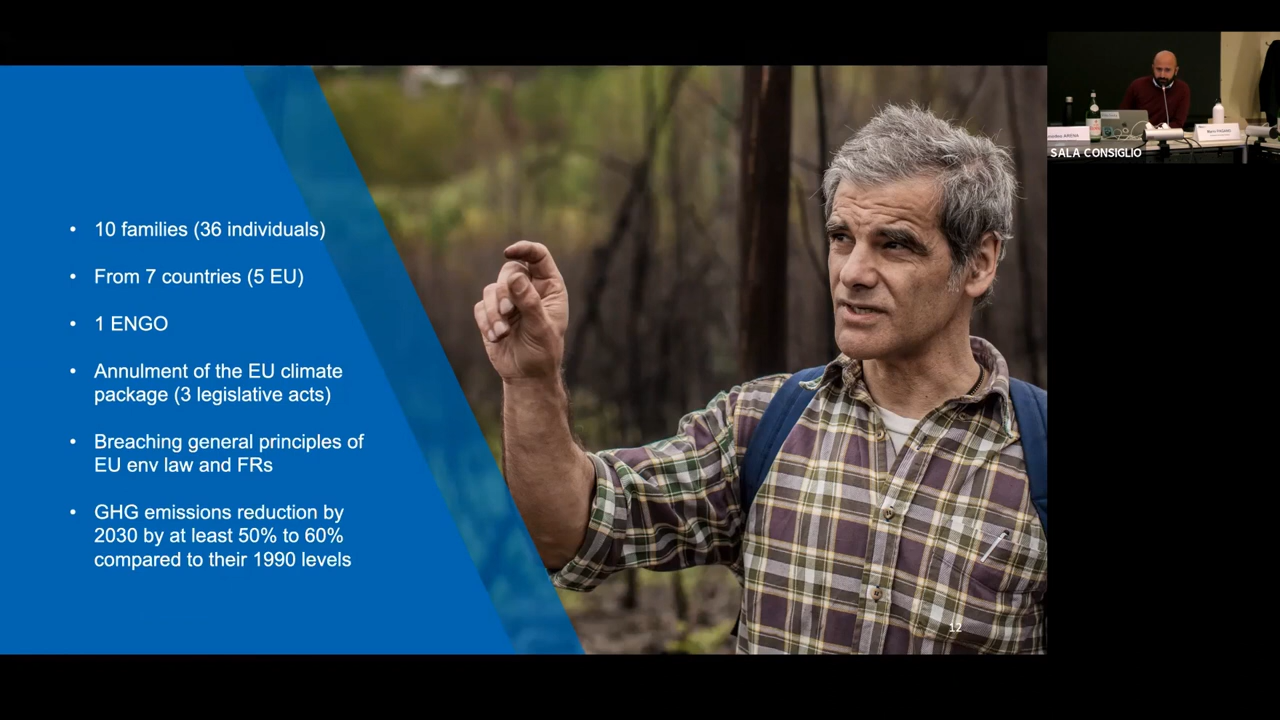 • 10 families (36 individuals)
• From 7 countries (5 EU)
• 1 ENGO
• Annulment of the EU climate
package (3 legislative acts)
• Breaching general principles of
EU env law and FRs
• GHG emissions reduction by
2030 by at least 50% to 60%
compared to their 1990 levels
12
ARENA
SALA CONSIGLIO